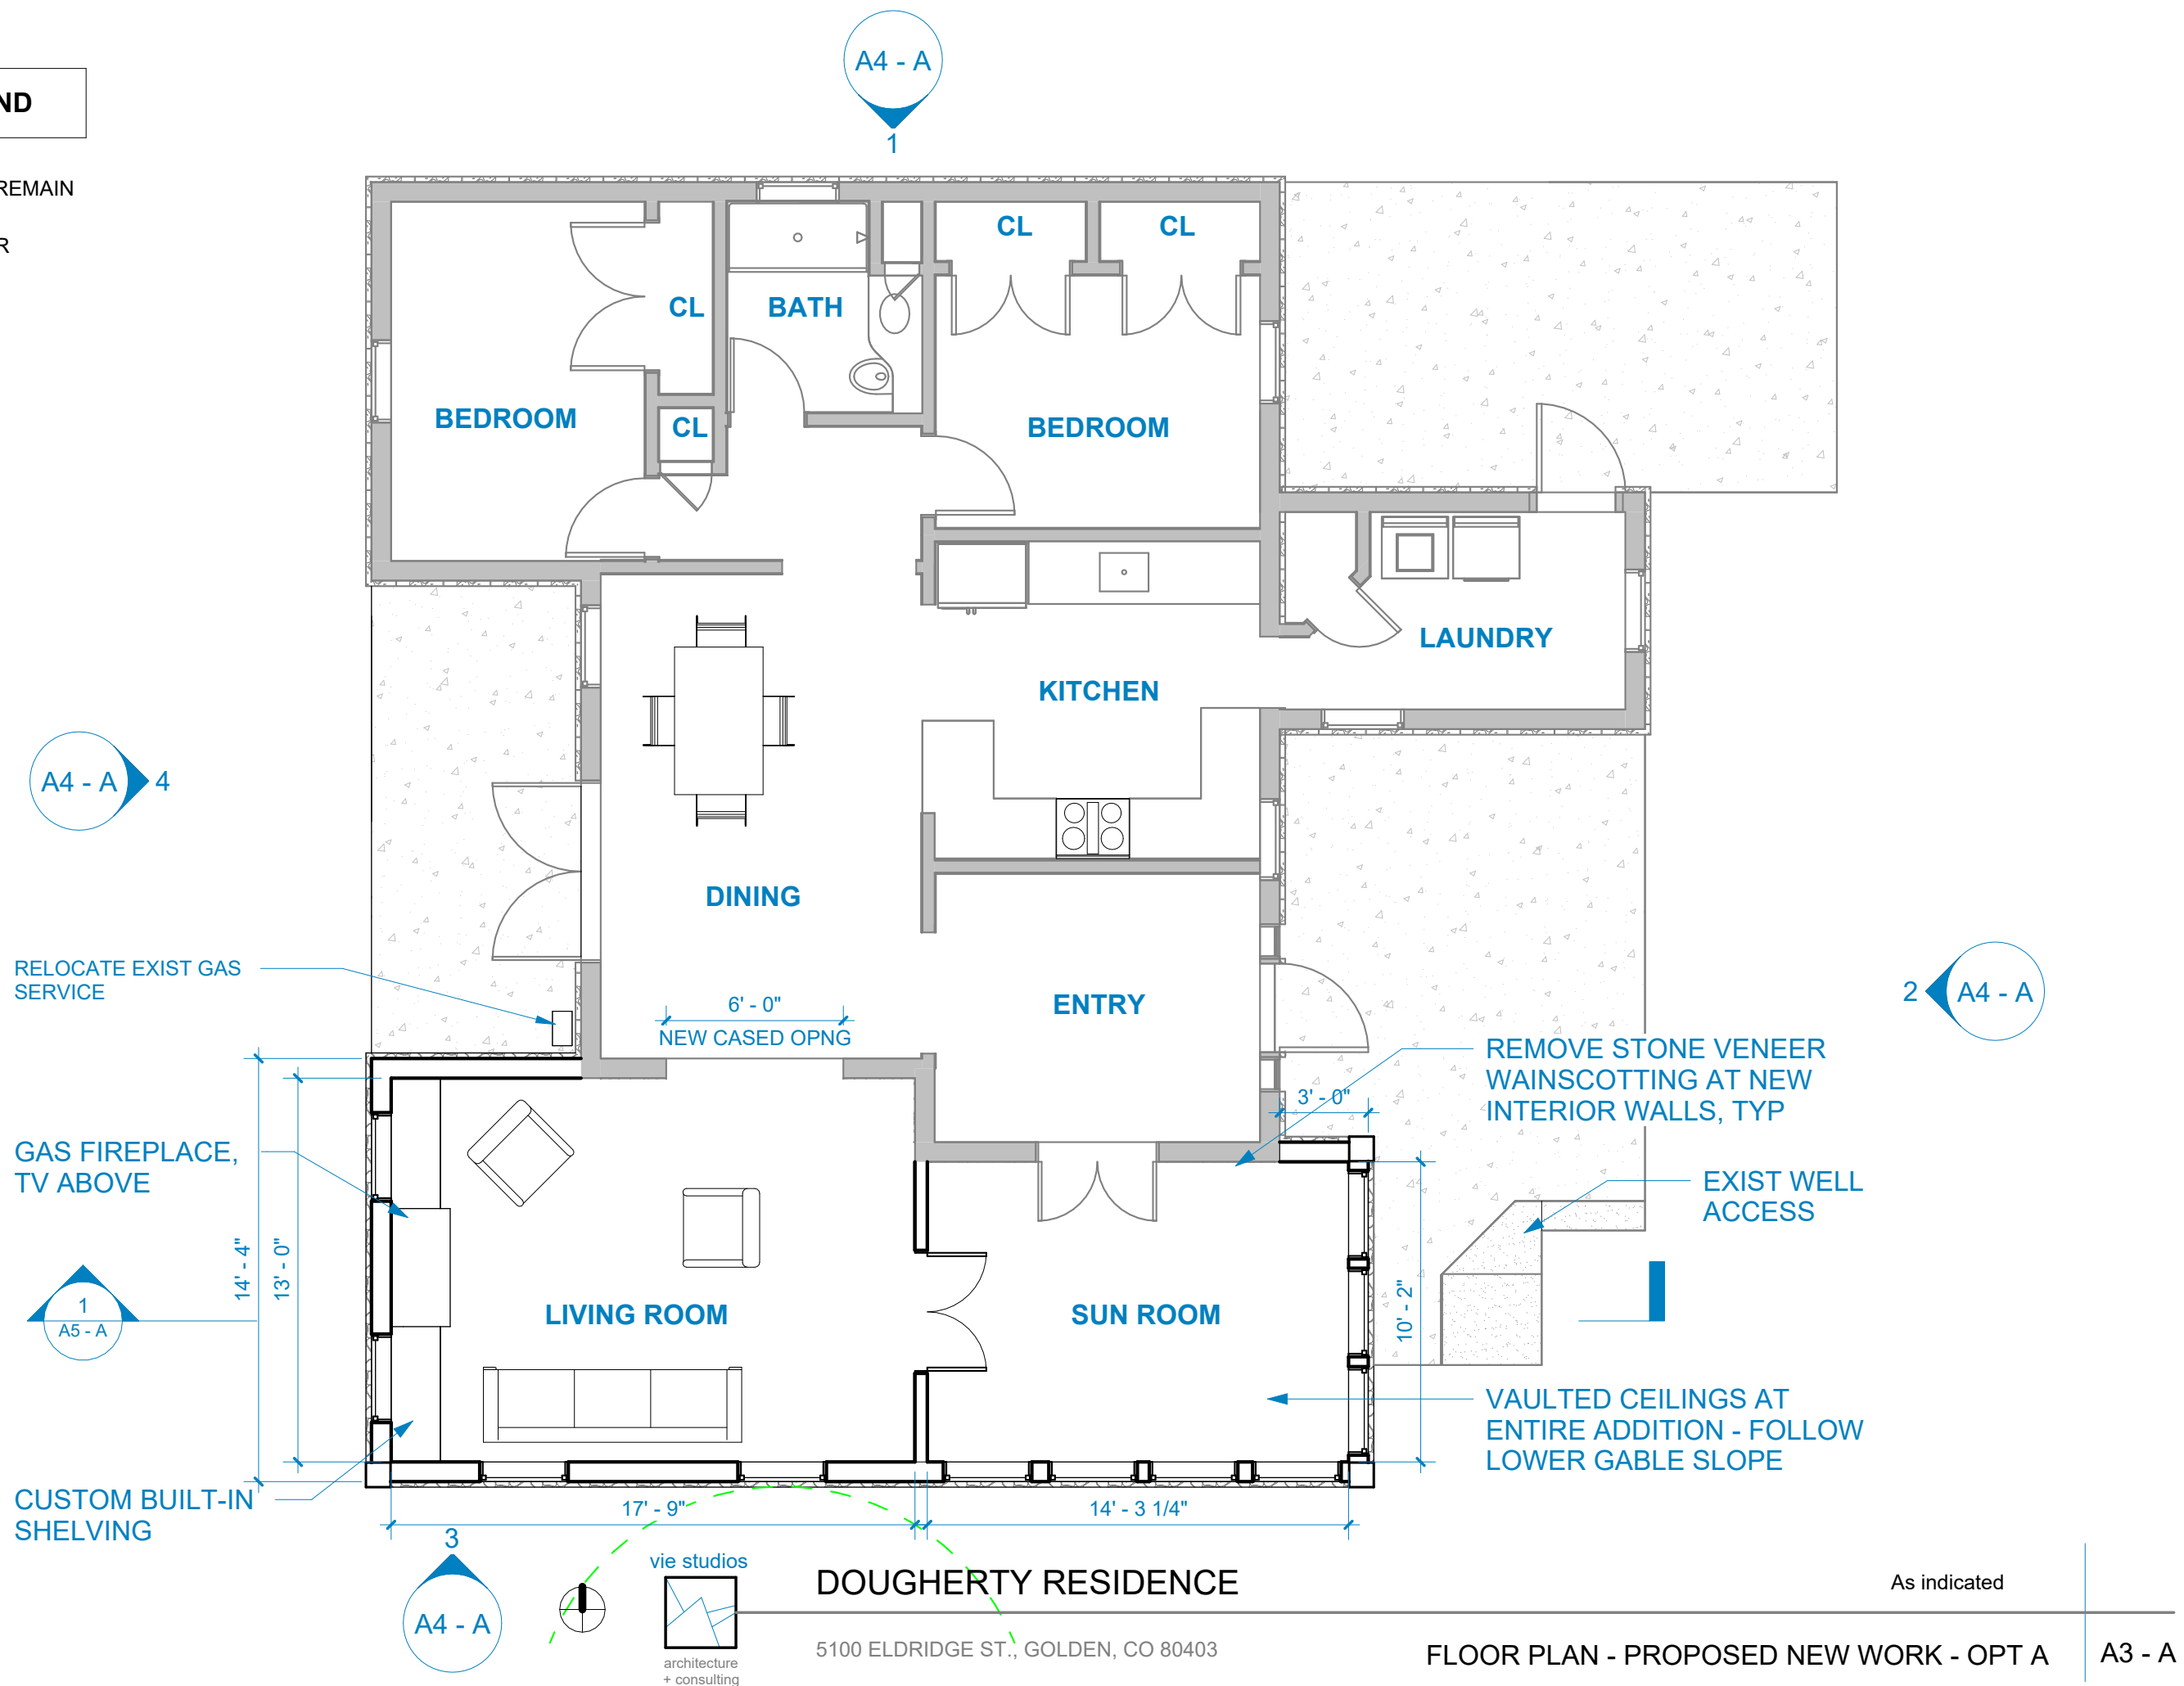 A4 - A
1
ND
REMAIN
R
CL
CL
CL
BATH
BEDROOM
CL
BEDROOM
LAUNDRY
KITCHEN
A4 - A
4
DINING
RELOCATE EXIST GAS
SERVICE
6' - 0"
NEW CASED OPNG
ENTRY
2
A4 - A
REMOVE STONE VENEER
WAINSCOTTING AT NEW
INTERIOR WALLS, TYP
3' - 0"
GAS FIREPLACE,
TV ABOVE
EXIST WELL
ACCESS
14' - 4"
13' - 0"
10' - 2"
1
A5 - A
LIVING ROOM
SUN ROOM
VAULTED CEILINGS AT
ENTIRE ADDITION - FOLLOW
LOWER GABLE SLOPE
CUSTOM BUILT-IN
SHELVING
17' - 9"
14' - 3 1/4"
3
A4 - A
vie studios
architecture
+ consulting
DOUGHERTY RESIDENCE
As indicated
5100 ELDRIDGE ST., GOLDEN, CO 80403
FLOOR PLAN - PROPOSED NEW WORK - OPT A
A3 - A